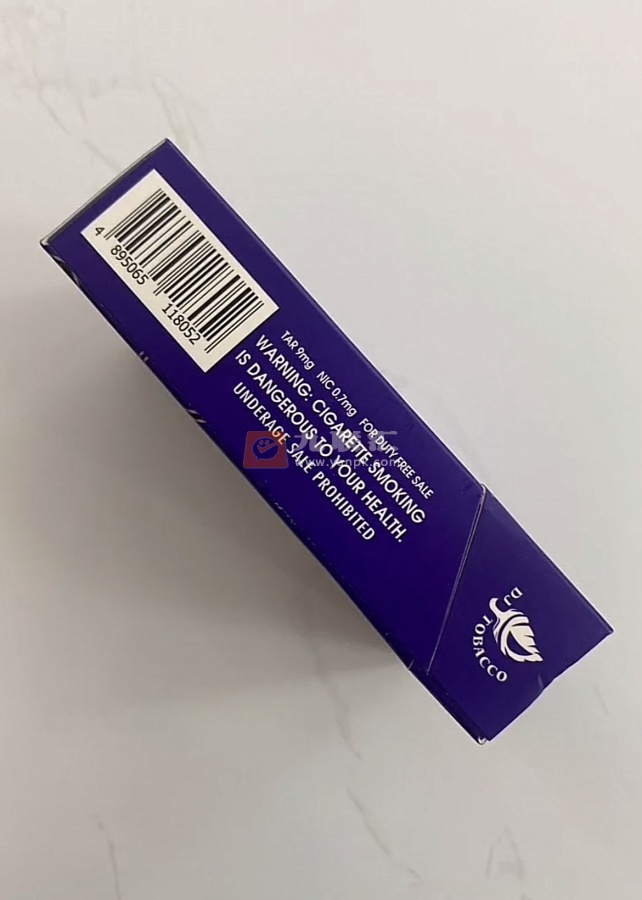 4 895065 118052
TAR 9mg NIC 0.7mg FOR DUTY FREE SALE
WARNING: CIGARETTE SMOKING
IS DANGEROUS TO YOUR HEALTH.
UNDERAGE SALE PROHIBITED
DJ TOBACCO